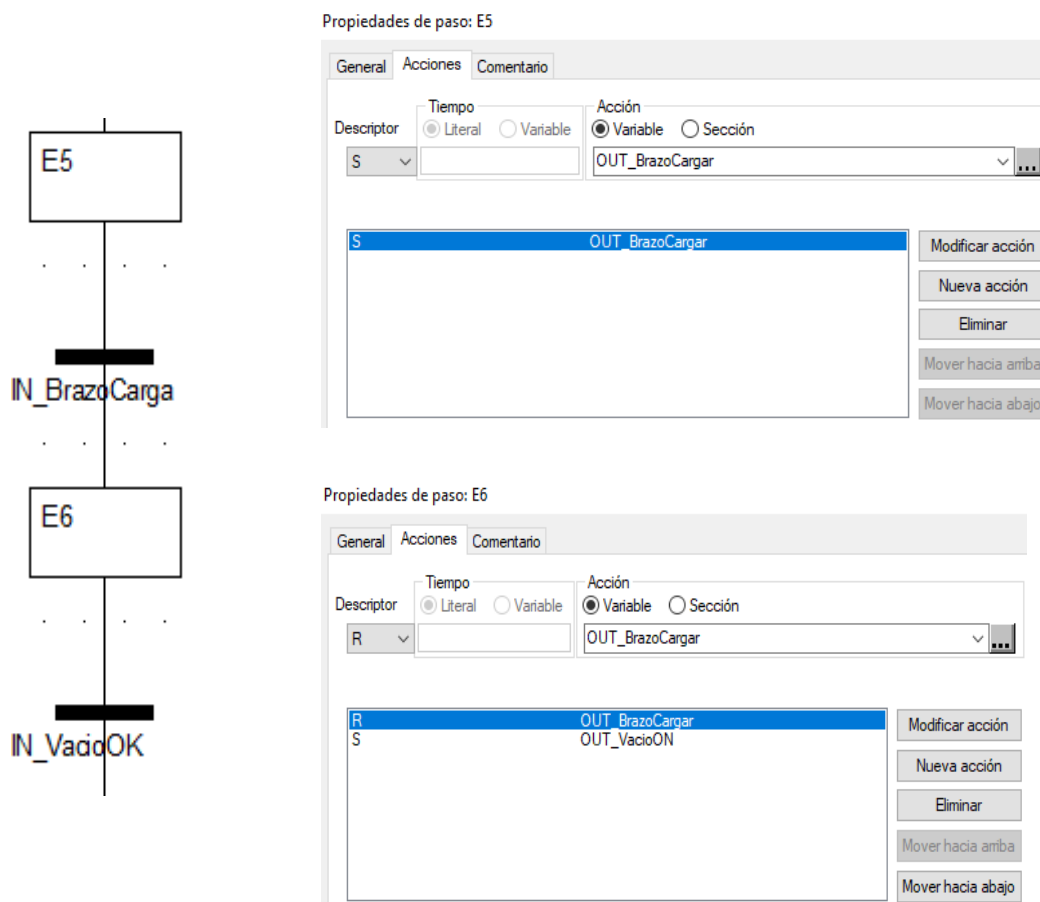 E5
IN_BrazoCarga
E6
IN_VacioOK
Propiedades de paso: E5
General Acciones Comentario
Descriptor Tiempo Acción
Literal Variable Variable Sección
S OUT_BrazoCargar ...
S OUT_BrazoCargar
Modificar acción
Nueva acción
Eliminar
Mover hacia arriba
Mover hacia abajo
Propiedades de paso: E6
General Acciones Comentario
Descriptor Tiempo Acción
Literal Variable Variable Sección
R OUT_BrazoCargar ...
R OUT_BrazoCargar
S OUT_VacioON
Modificar acción
Nueva acción
Eliminar
Mover hacia arriba
Mover hacia abajo